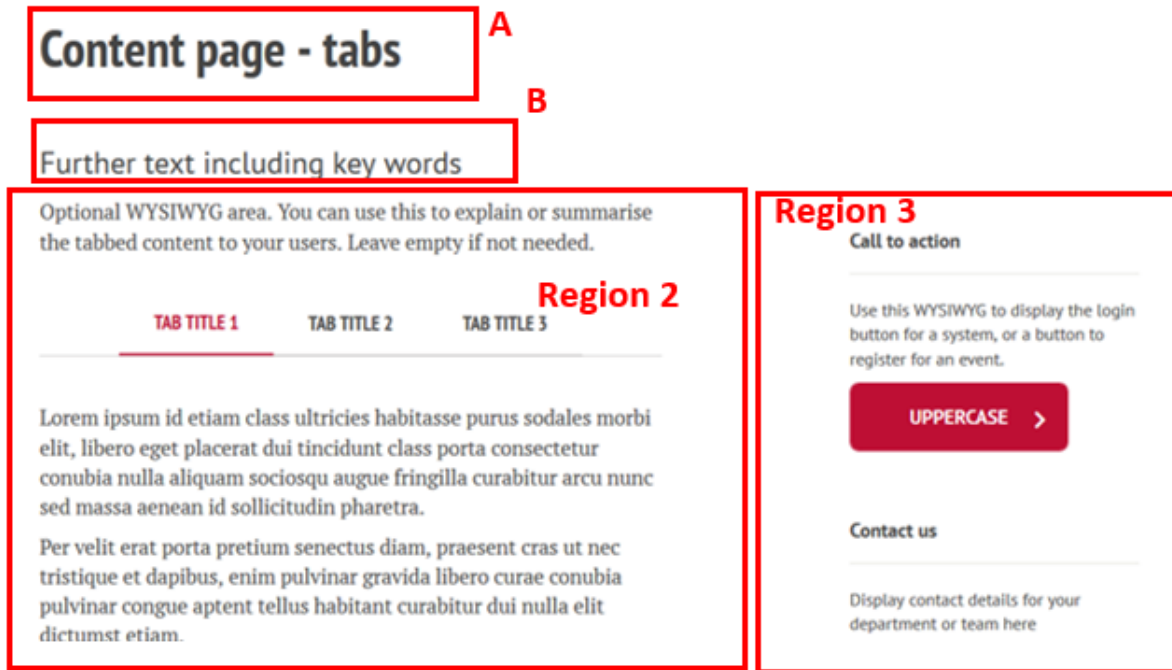 Content page - tabs
A
B
Further text including key words
Optional WYSIWYG area. You can use this to explain or summarise
the tabbed content to your users. Leave empty if not needed.
Region 2
TAB TITLE 1 TAB TITLE 2 TAB TITLE 3
Lorem ipsum id etiam class ultricies habitasse purus sodales morbi
elit, libero eget placerat dui tincidunt class porta consectetur
conubia nulla aliquam sociosqu augue fringilla curabitur arcu nunc
sed massa aenean id sollicitudin pharetra.
Per velit erat porta pretium senectus diam, praesent cras ut nec
tristique et dapibus, enim pulvinar gravida libero curae conubia
pulvinar congue aptent tellus habitant curabitur dui nulla elit
dictumst etiam.
Region 3
Call to action
Use this WYSIWYG to display the login
button for a system, or a button to
register for an event.
UPPERCASE
Contact us
Display contact details for your
department or team here